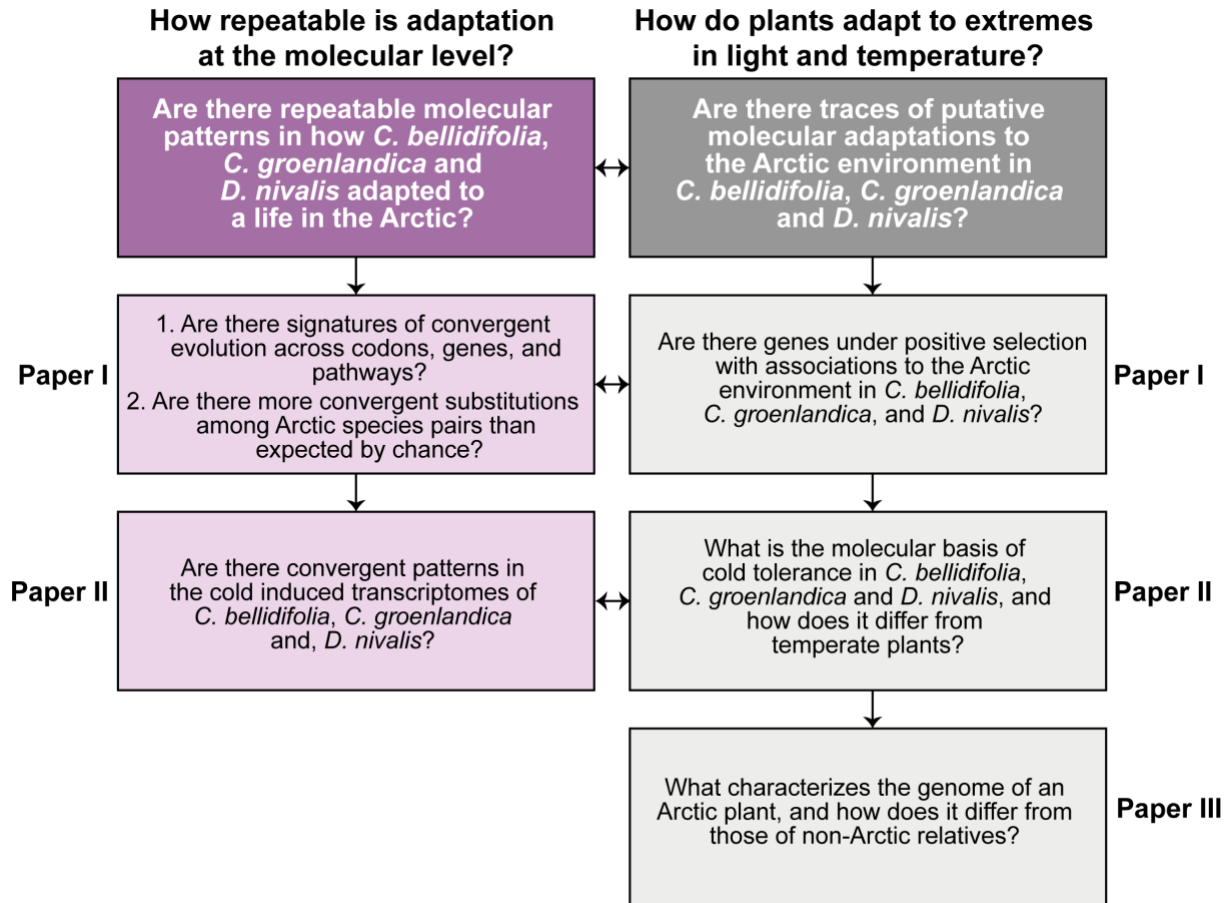 How repeatable is adaptation
at the molecular level?
How do plants adapt to extremes
in light and temperature?
Are there repeatable molecular
patterns in how C. bellidifolia,
C. groenlandica and
D. nivalis adapted to
a life in the Arctic?
Are there traces of putative
molecular adaptations to
the Arctic environment in
C. bellidifolia, C. groenlandica
and D. nivalis?
Paper I
1. Are there signatures of convergent
evolution across codons, genes, and
pathways?
2. Are there more convergent substitutions
among Arctic species pairs than
expected by chance?
Are there genes under positive selection
with associations to the Arctic
environment in C. bellidifolia,
C. groenlandica, and D. nivalis?
Paper I
Paper II
Are there convergent patterns in
the cold induced transcriptomes of
C. bellidifolia, C. groenlandica
and, D. nivalis?
What is the molecular basis of
cold tolerance in C. bellidifolia,
C. groenlandica and D. nivalis, and
how does it differ from
temperate plants?
Paper II
What characterizes the genome of an
Arctic plant, and how does it differ from
those of non-Arctic relatives?
Paper III